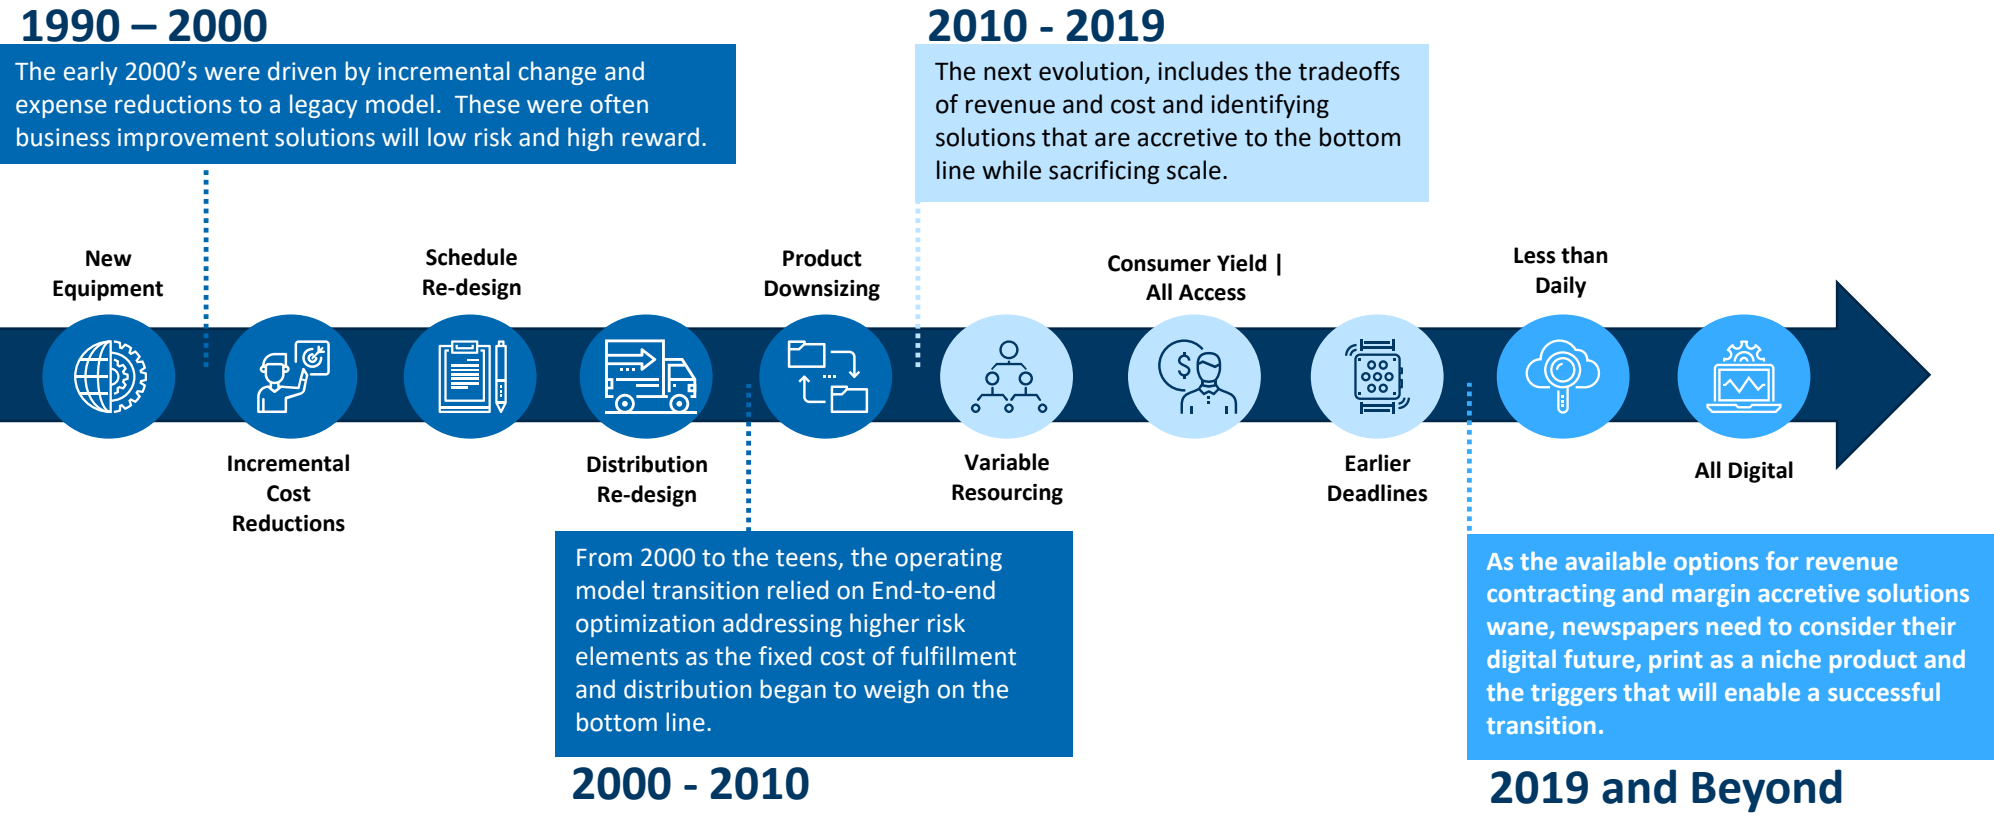 1990 – 2000
The early 2000’s were driven by incremental change and
expense reductions to a legacy model.  These were often
business improvement solutions will low risk and high reward.
2010 - 2019
The next evolution, includes the tradeoffs
of revenue and cost and identifying
solutions that are accretive to the bottom
line while sacrificing scale.
New
Equipment
Incremental
Cost
Reductions
Schedule
Re-design
Distribution
Re-design
Product
Downsizing
Variable
Resourcing
Consumer Yield |
All Access
Earlier
Deadlines
Less than
Daily
All Digital
From 2000 to the teens, the operating
model transition relied on End-to-end
optimization addressing higher risk
elements as the fixed cost of fulfillment
and distribution began to weigh on the
bottom line.
2000 - 2010
As the available options for revenue
contracting and margin accretive solutions
wane, newspapers need to consider their
digital future, print as a niche product and
the triggers that will enable a successful
transition.
2019 and Beyond